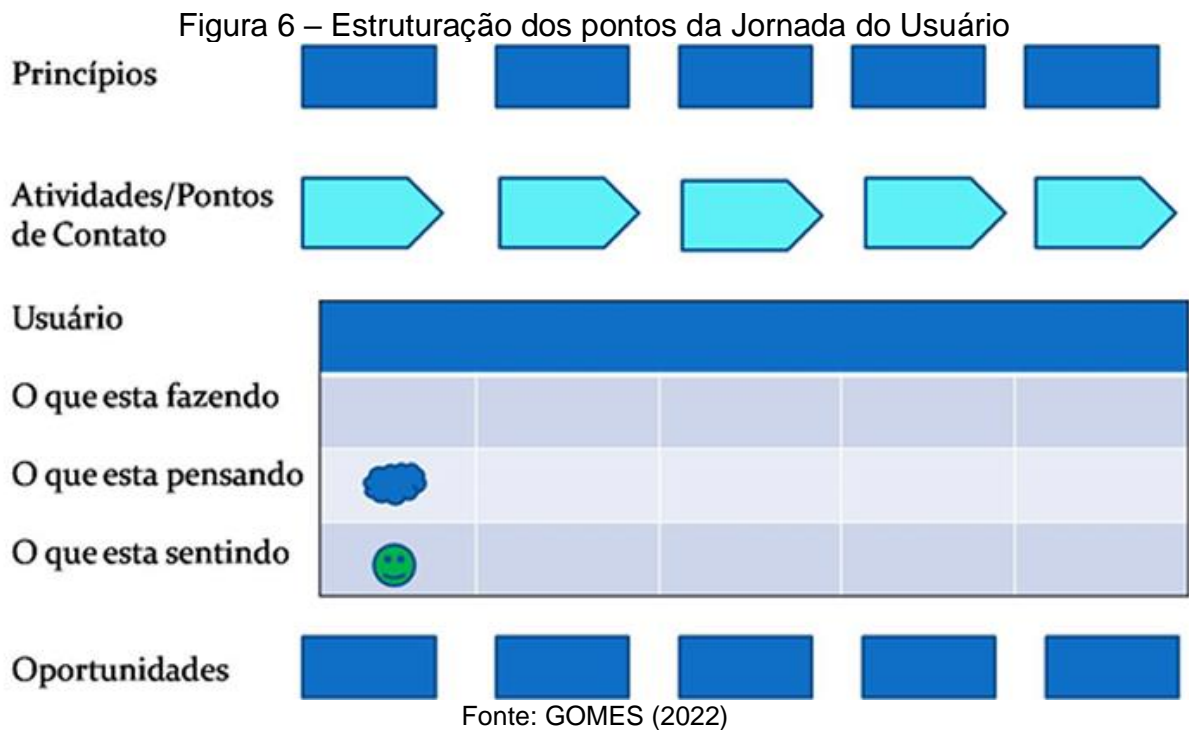 Figura 6 – Estruturação dos pontos da Jornada do Usuário
Princípios
Atividades/Pontos
de Contato
Usuário
O que esta fazendo
O que esta pensando
O que esta sentindo
Oportunidades
Fonte: GOMES (2022)